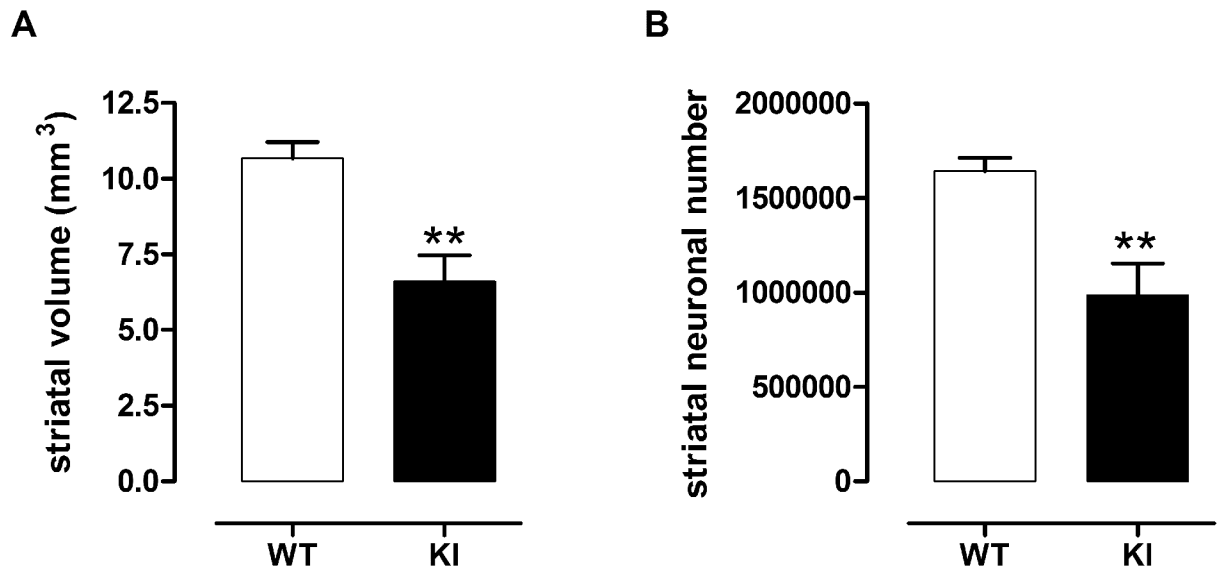 A
striatal volume (mm³)
12.5
10.0
7.5
5.0
2.5
0.0
**
WT KI
B
striatal neuronal number
2000000
1500000
1000000
500000
0
**
WT KI